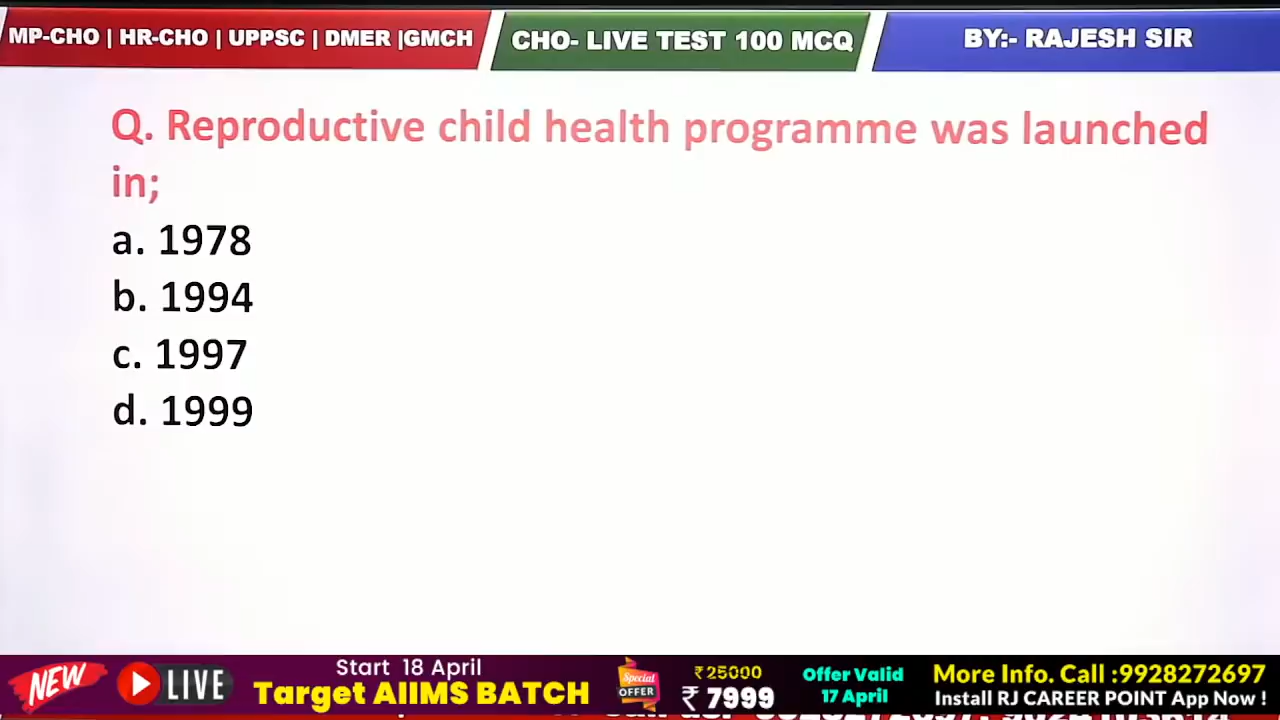 MP-CHO | HR-CHO | UPPSC | DMER |GMCH
CHO- LIVE TEST 100 MCQ
BY:- RAJESH SIR
Q. Reproductive child health programme was launched
in;
a. 1978
b. 1994
c. 1997
d. 1999
NEW
LIVE
Start 18 April
Target AIIMS BATCH
Special
OFFER
₹25000
₹ 7999
Offer Valid
17 April
More Info. Call :9928272697
Install RJ CAREER POINT App Now !